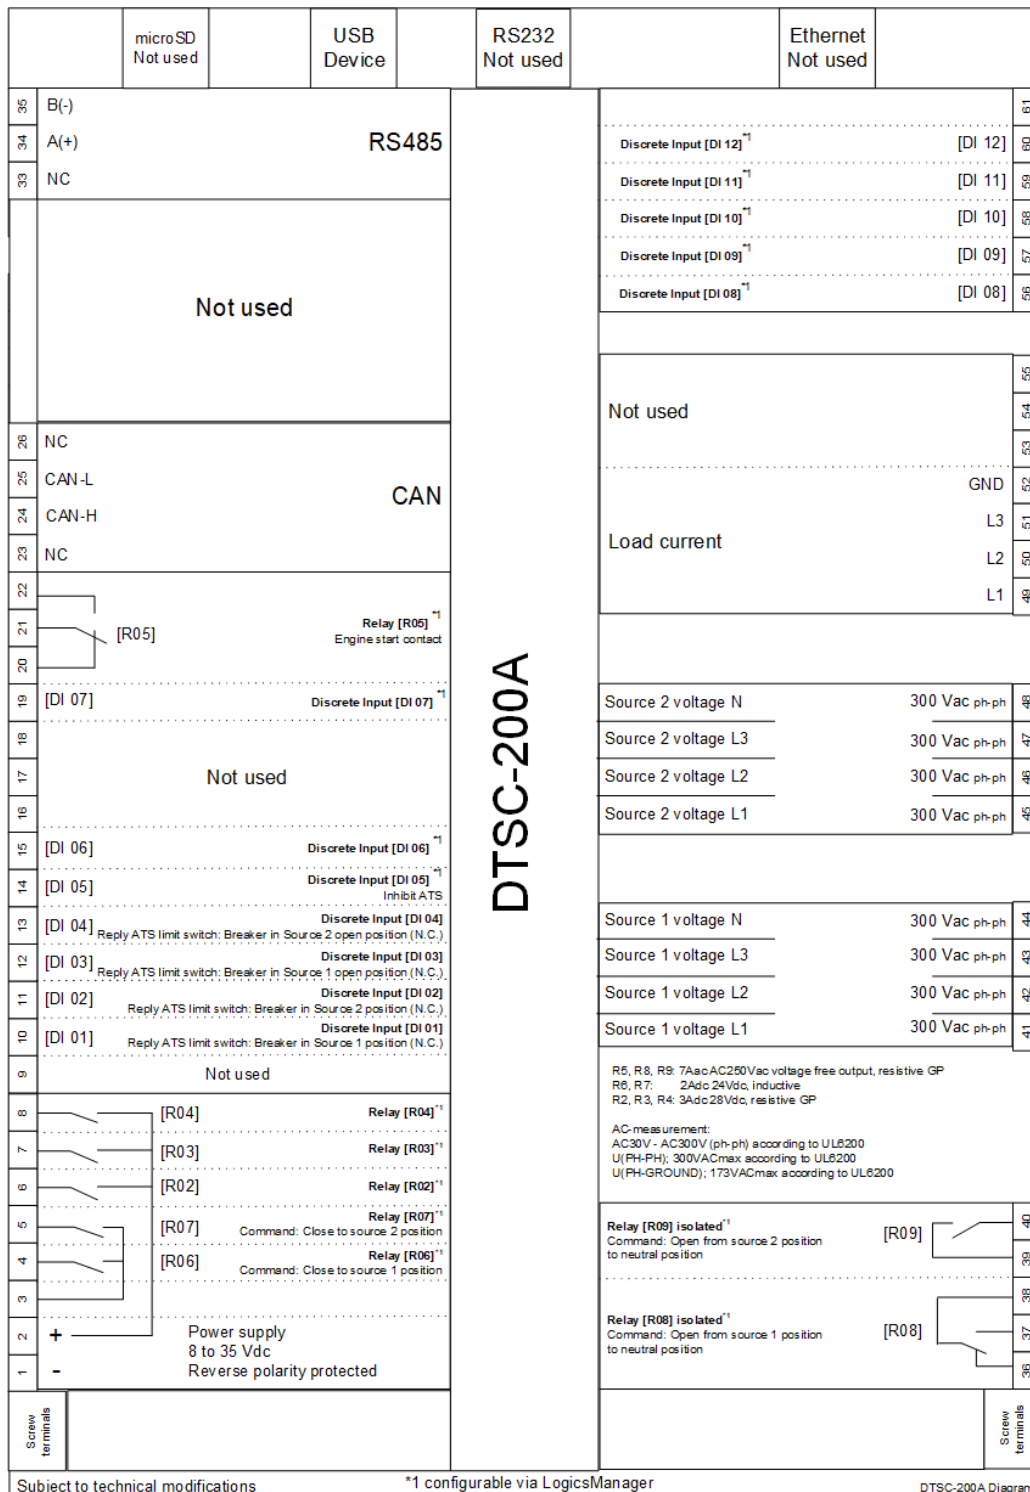 microSD
Not used
USB
Device
RS232
Not used
Ethernet
Not used
35 B(-)
34 A(+)
RS485
33 NC
Not used
26 NC
25 CAN-L
CAN
24 CAN-H
23 NC
22
21 [R05] Relay [R05] *1
Engine start contact
20
19 [DI 07] Discrete Input [DI 07] *1
18
17 Not used
16
15 [DI 06] Discrete Input [DI 06] *1
14 [DI 05] Discrete Input [DI 05] *1
Inhibit ATS
13 [DI 04] Discrete Input [DI 04]
Reply ATS limit switch: Breaker in Source 2 open position (N.C.)
12 [DI 03] Discrete Input [DI 03]
Reply ATS limit switch: Breaker in Source 1 open position (N.C.)
11 [DI 02] Discrete Input [DI 02]
Reply ATS limit switch: Breaker in Source 2 position (N.C.)
10 [DI 01] Discrete Input [DI 01]
Reply ATS limit switch: Breaker in Source 1 position (N.C.)
9 Not used
8 [R04] Relay [R04]*1
7 [R03] Relay [R03]*1
6 [R02] Relay [R02]*1
5 [R07] Relay [R07]*1
Command: Close to source 2 position
4 [R06] Relay [R06]*1
Command: Close to source 1 position
3
2 + Power supply
8 to 35 Vdc
1 - Reverse polarity protected
Screw
terminals
DTSC-200A
61
Discrete Input [DI 12]*1 [DI 12] 60
Discrete Input [DI 11]*1 [DI 11] 59
Discrete Input [DI 10]*1 [DI 10] 58
Discrete Input [DI 09]*1 [DI 09] 57
Discrete Input [DI 08]*1 [DI 08] 56
55
Not used 54
53
GND 52
L3 51
Load current
L2 50
L1 49
Source 2 voltage N 300 Vac ph-ph 48
Source 2 voltage L3 300 Vac ph-ph 47
Source 2 voltage L2 300 Vac ph-ph 46
Source 2 voltage L1 300 Vac ph-ph 45
Source 1 voltage N 300 Vac ph-ph 44
Source 1 voltage L3 300 Vac ph-ph 43
Source 1 voltage L2 300 Vac ph-ph 42
Source 1 voltage L1 300 Vac ph-ph 41
R5, R8, R9: 7Aac AC250Vac voltage free output, resistive GP
R6, R7: 2Adc 24Vdc, inductive
R2, R3, R4: 3Adc 28Vdc, resistive GP
AC-measurement:
AC30V - AC300V (ph-ph) according to UL6200
U(PH-PH); 300VACmax according to UL6200
U(PH-GROUND); 173VACmax according to UL6200
Relay [R09] isolated*1 [R09] 40
Command: Open from source 2 position
to neutral position 39
38
Relay [R08] isolated*1 [R08] 37
Command: Open from source 1 position
to neutral position 36
Screw
terminals
Subject to technical modifications
*1 configurable via LogicsManager
DTSC-200A Diagram